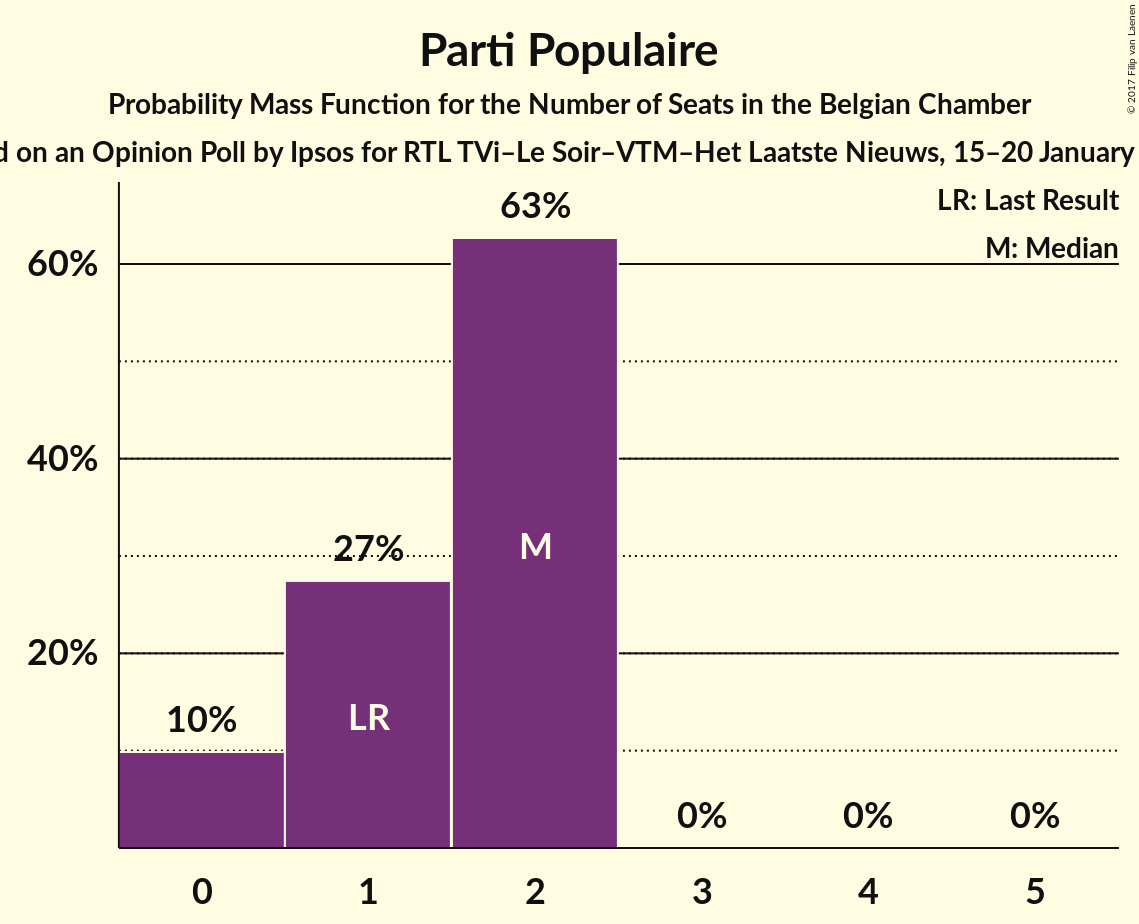 Parti Populaire
Probability Mass Function for the Number of Seats in the Belgian Chamber
on an Opinion Poll by Ipsos for RTL TVi–Le Soir–VTM–Het Laatste Nieuws, 15–20 January
© 2017 Filip van Laenen
LR: Last Result
M: Median
63%
60%
40%
27%
M
20%
10%
LR
0% 0% 0%
0 1 2 3 4 5